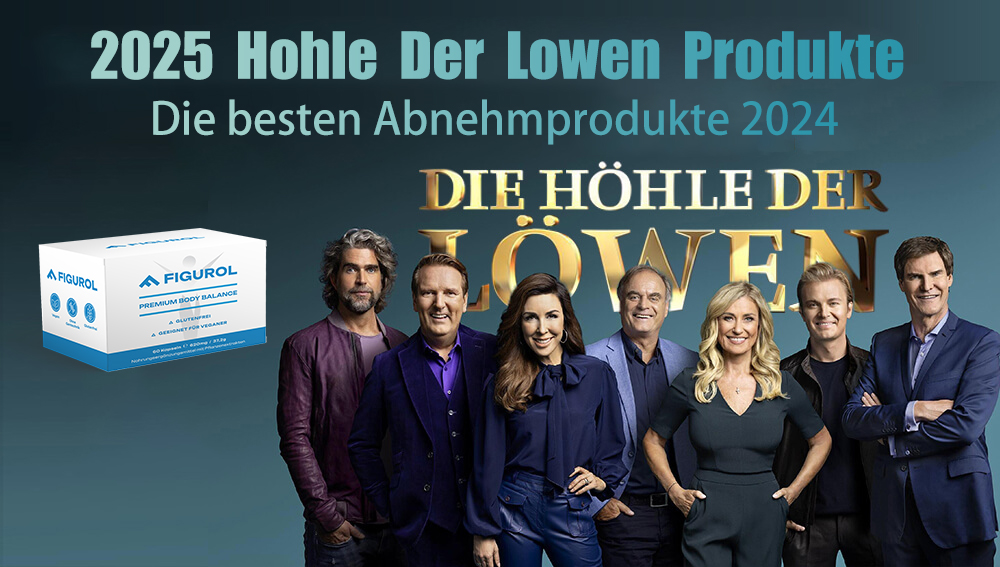 2025 Hohle Der Lowen Produkte
Die besten Abnehmprodukte 2024
DIE HÖHLE DER
LÖWEN
FIGUROL
FIGUROL
FIGUROL
PREMIUM BODY BALANCE
GLUTENFREI
GEEIGNET FÜR VEGANER